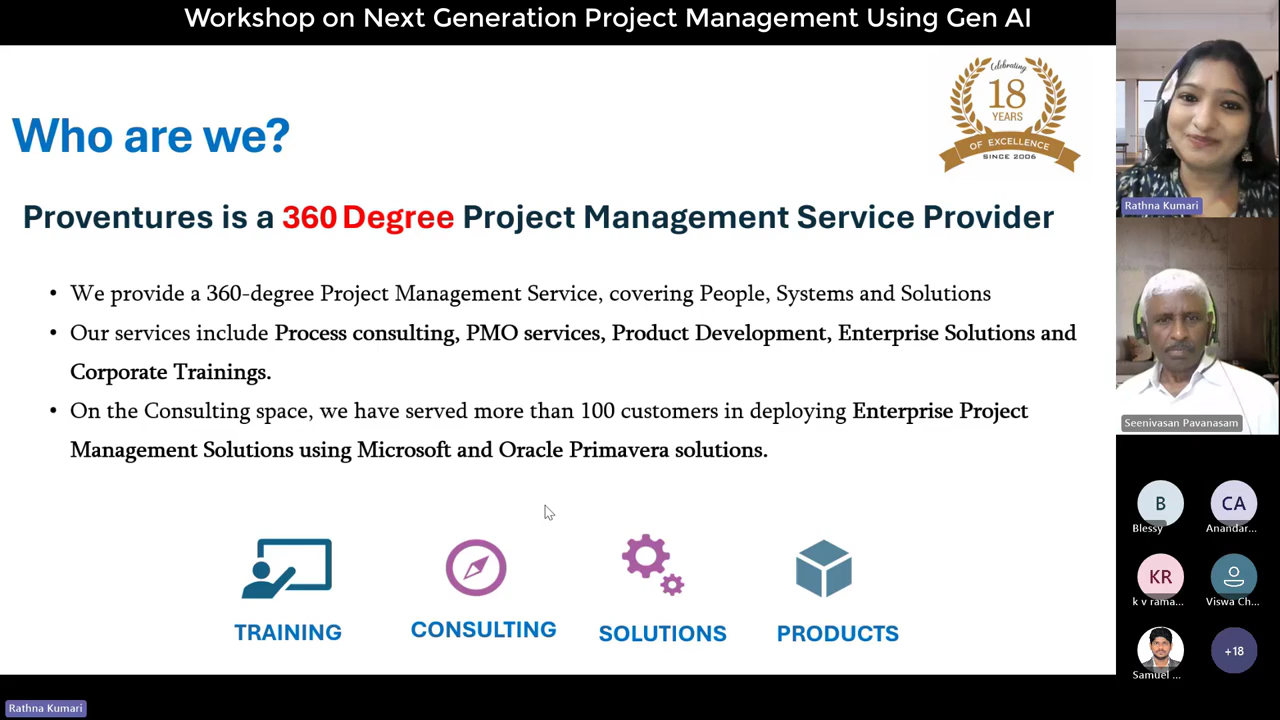 Workshop on Next Generation Project Management Using Gen AI
Celebrating
18
YEARS
OF EXCELLENCE
SINCE 2006
Who are we?
Proventures is a 360 Degree Project Management Service Provider
• We provide a 360-degree Project Management Service, covering People, Systems and Solutions
• Our services include Process consulting, PMO services, Product Development, Enterprise Solutions and
Corporate Trainings.
• On the Consulting space, we have served more than 100 customers in deploying Enterprise Project
Management Solutions using Microsoft and Oracle Primavera solutions.
TRAINING
CONSULTING
SOLUTIONS
PRODUCTS
Rathna Kumari
Seenivasan Pavanasam
B
Blessy
CA
Anandar...
KR
k v rama...
Viswa Ch...
Samuel ...
+18
Rathna Kumari